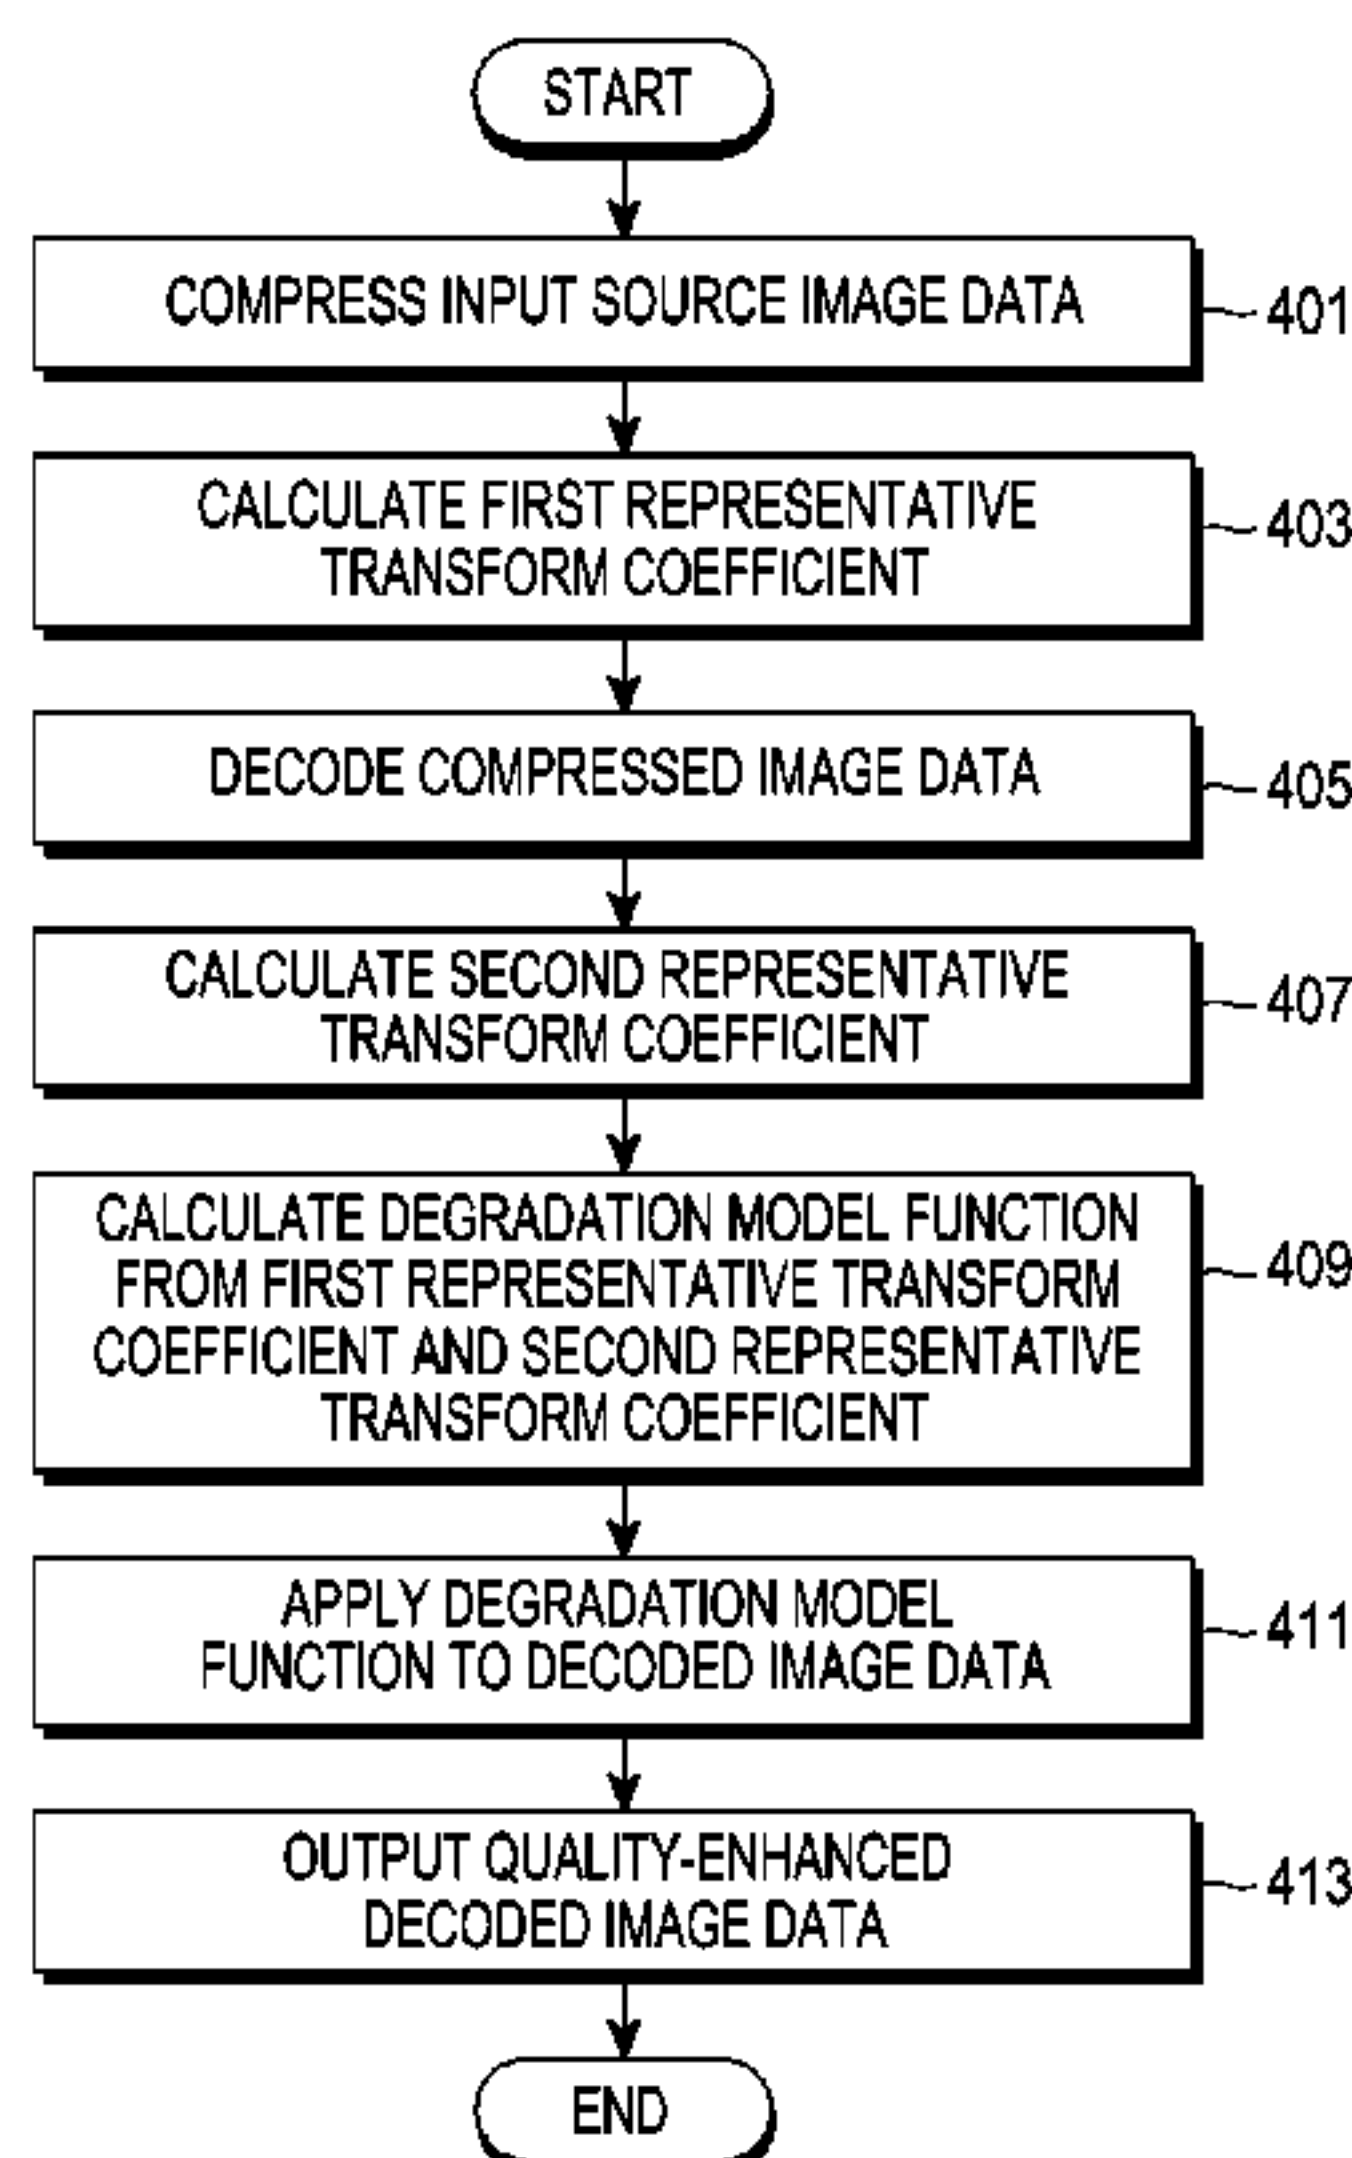 START
COMPRESS INPUT SOURCE IMAGE DATA
401
CALCULATE FIRST REPRESENTATIVE
TRANSFORM COEFFICIENT
403
DECODE COMPRESSED IMAGE DATA
405
CALCULATE SECOND REPRESENTATIVE
TRANSFORM COEFFICIENT
407
CALCULATE DEGRADATION MODEL FUNCTION
FROM FIRST REPRESENTATIVE TRANSFORM
COEFFICIENT AND SECOND REPRESENTATIVE
TRANSFORM COEFFICIENT
409
APPLY DEGRADATION MODEL
FUNCTION TO DECODED IMAGE DATA
411
OUTPUT QUALITY-ENHANCED
DECODED IMAGE DATA
413
END